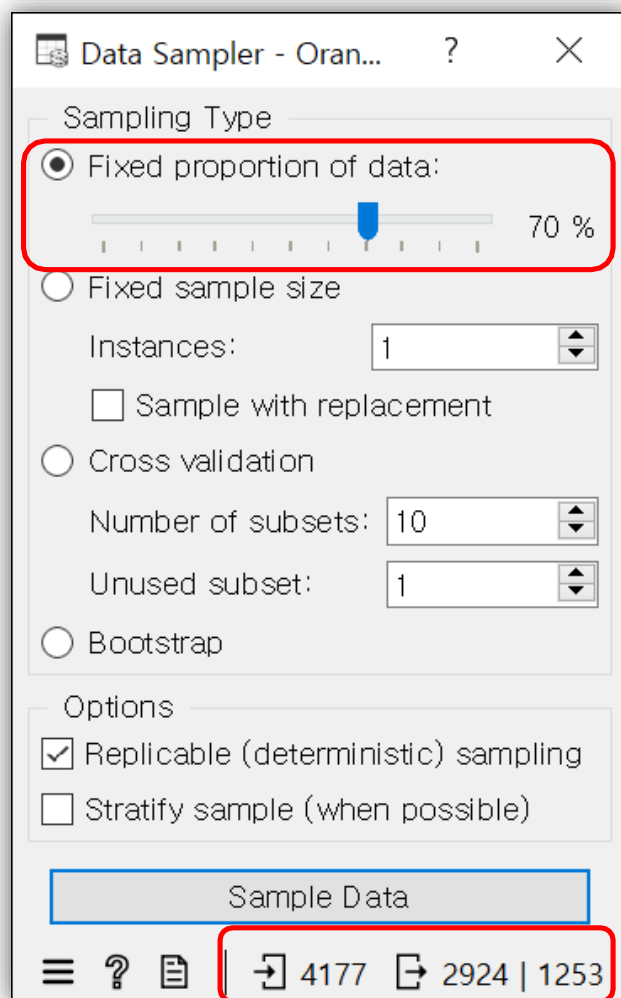 Data Sampler - Oran... ?
Sampling Type
Fixed proportion of data:
70 %
Fixed sample size
Instances: 1
Sample with replacement
Cross validation
Number of subsets: 10
Unused subset: 1
Bootstrap
Options
Replicable (deterministic) sampling
Stratify sample (when possible)
Sample Data
? | 4177 2924 | 1253